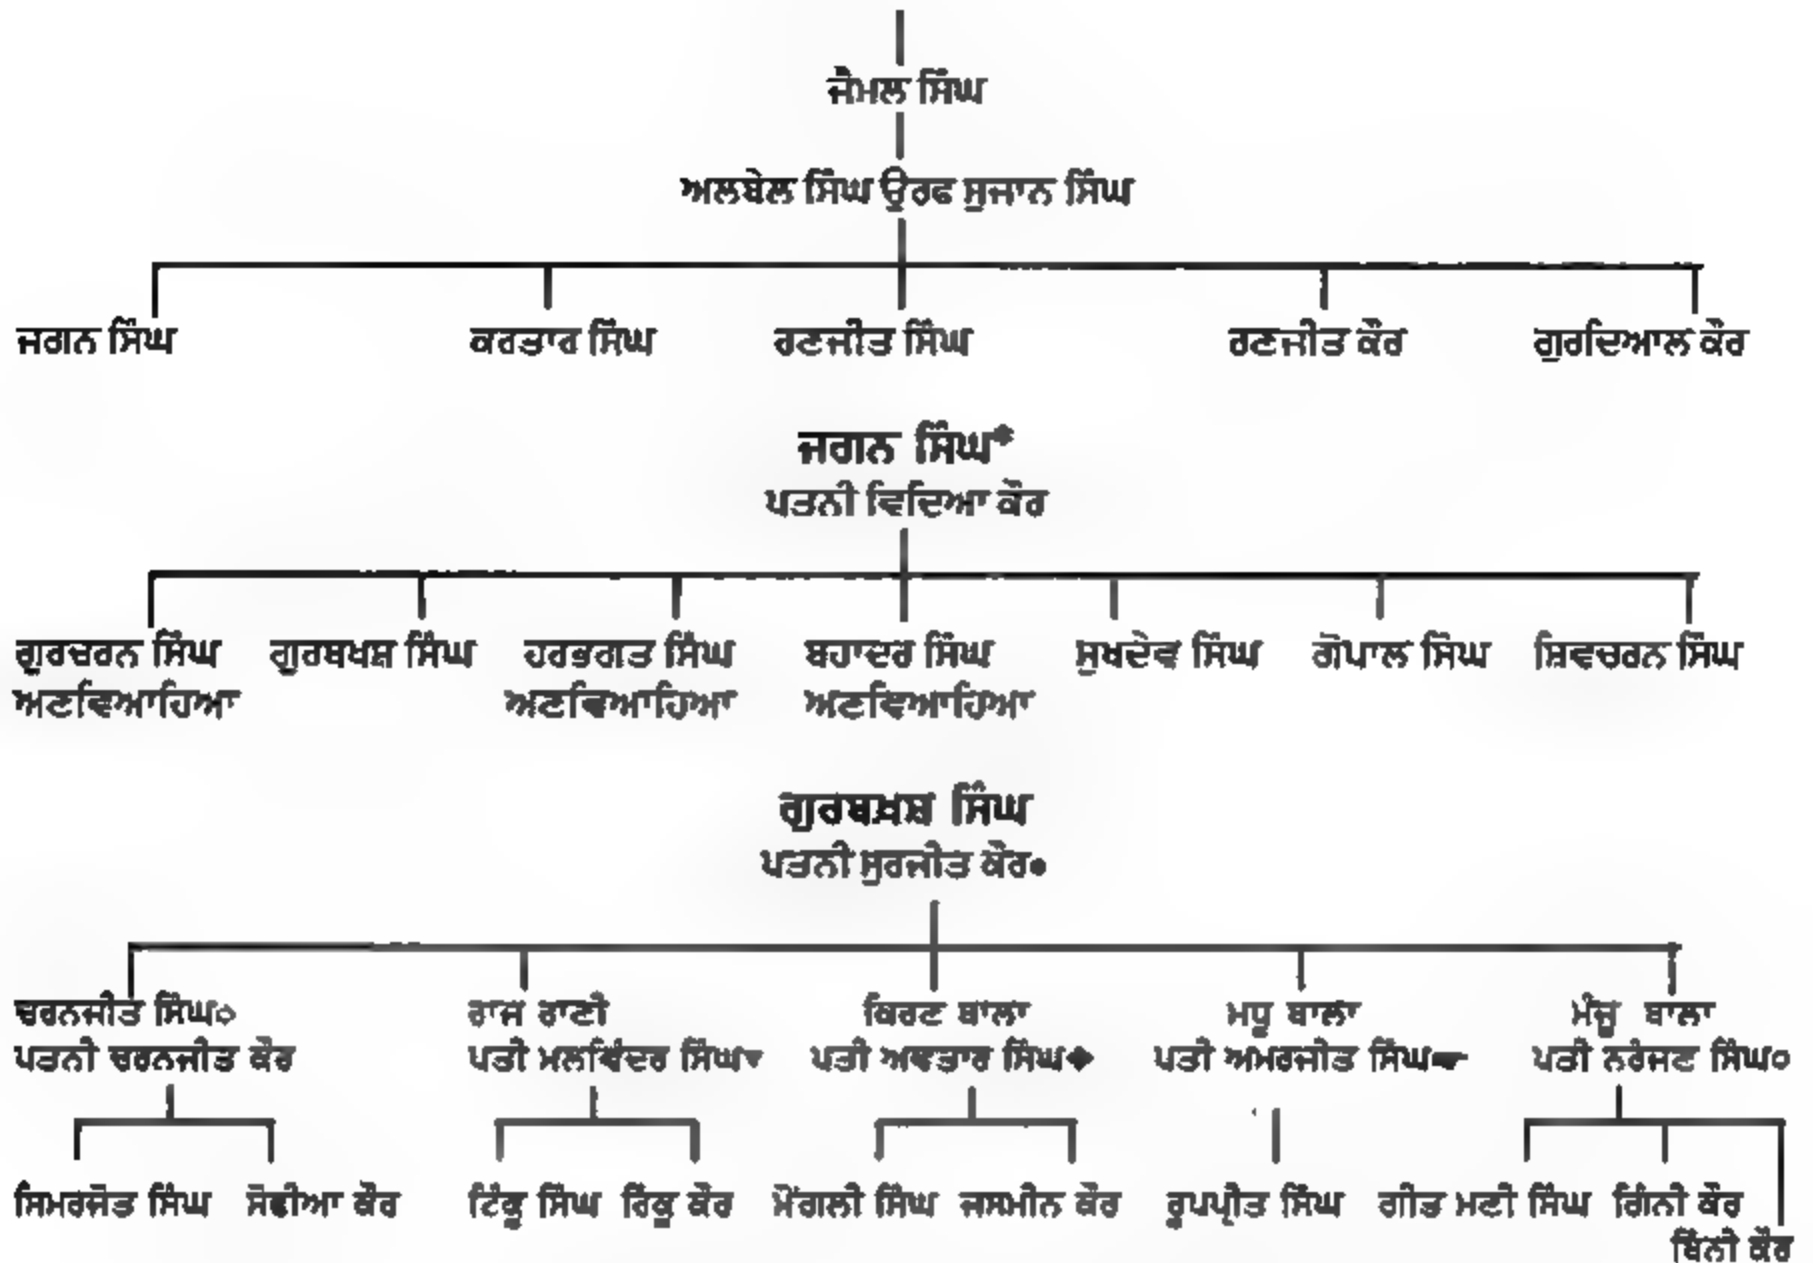 ਜੈਮਲ ਸਿੰਘ
ਅਲਬੇਲ ਸਿੰਘ ਉਰਫ ਸੁਜਾਨ ਸਿੰਘ
ਜਗਨ ਸਿੰਘ ਕਰਤਾਰ ਸਿੰਘ ਰਣਜੀਤ ਸਿੰਘ ਰਣਜੀਤ ਕੌਰ ਗੁਰਦਿਆਲ ਕੌਰ
ਜਗਨ ਸਿੰਘ*
ਪਤਨੀ ਵਿਦਿਆ ਕੌਰ
ਗੁਰਚਰਨ ਸਿੰਘ ਗੁਰਬਖਸ਼ ਸਿੰਘ ਹਰਭਗਤ ਸਿੰਘ ਬਹਾਦਰ ਸਿੰਘ ਸੁਖਦੇਵ ਸਿੰਘ ਗੋਪਾਲ ਸਿੰਘ ਸ਼ਿਵਚਰਨ ਸਿੰਘ
ਅਣਵਿਆਹਿਆ ਅਣਵਿਆਹਿਆ ਅਣਵਿਆਹਿਆ
ਗੁਰਬਖ਼ਸ਼ ਸਿੰਘ
ਪਤਨੀ ਸੁਰਜੀਤ ਕੌਰ●
ਚਰਨਜੀਤ ਸਿੰਘ○ ਰਾਜ ਰਾਣੀ ਕਿਰਣ ਬਾਲਾ ਮਧੂ ਬਾਲਾ ਮੰਜੂ ਬਾਲਾ
ਪਤਨੀ ਚਰਨਜੀਤ ਕੌਰ ਪਤੀ ਮਲਵਿੰਦਰ ਸਿੰਘ▾ ਪਤੀ ਅਵਤਾਰ ਸਿੰਘ◆ ਪਤੀ ਅਮਰਜੀਤ ਸਿੰਘ ਪਤੀ ਨਰੰਜਣ ਸਿੰਘ○
ਸਿਮਰਜੋਤ ਸਿੰਘ ਸੋਫੀਆ ਕੌਰ ਟਿੰਕੂ ਸਿੰਘ ਰਿੰਕੂ ਕੌਰ ਮੌਂਗਲੀ ਸਿੰਘ ਜਸਮੀਨ ਕੌਰ ਰੂਪਪ੍ਰੀਤ ਸਿੰਘ ਗੀਤ ਮਣੀ ਸਿੰਘ ਗਿੰਨੀ ਕੌਰ
ਬਿੰਨੀ ਕੌਰ